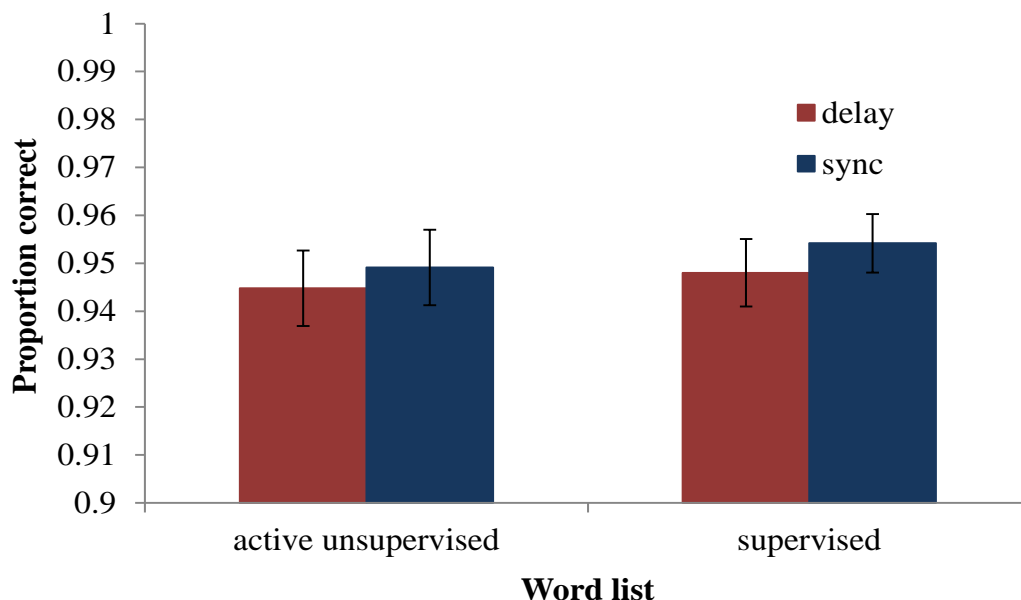 1
0.99
0.98
0.97
0.96
0.95
0.94
0.93
0.92
0.91
0.9
Proportion correct
delay
sync
active unsupervised
supervised
Word list